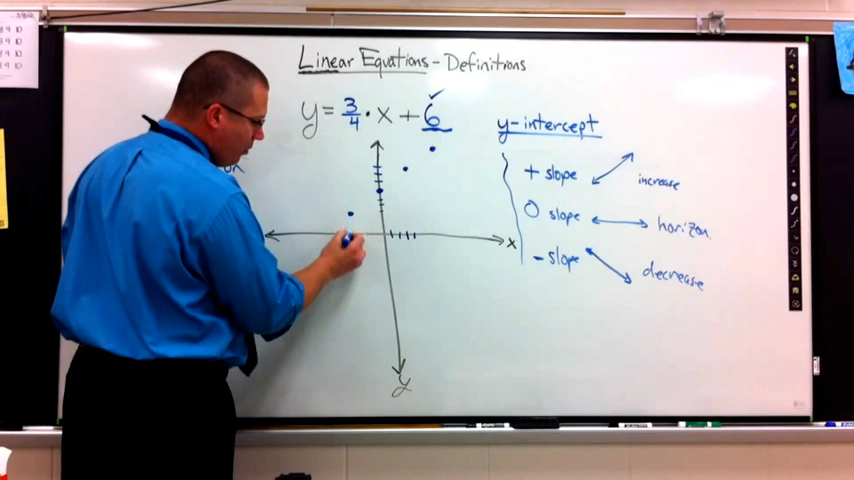 Linear Equations - Definitions
y = 3/4 • x + 6
y-intercept
+ slope increase
0 slope horizon.
- slope decrease
x
y